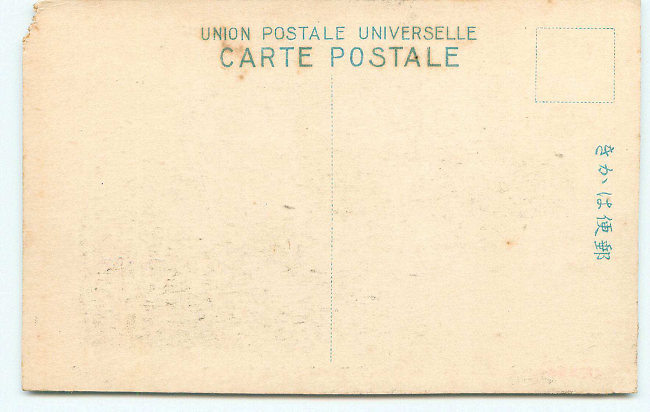 UNION POSTALE UNIVERSELLE
CARTE POSTALE
郵便はかき